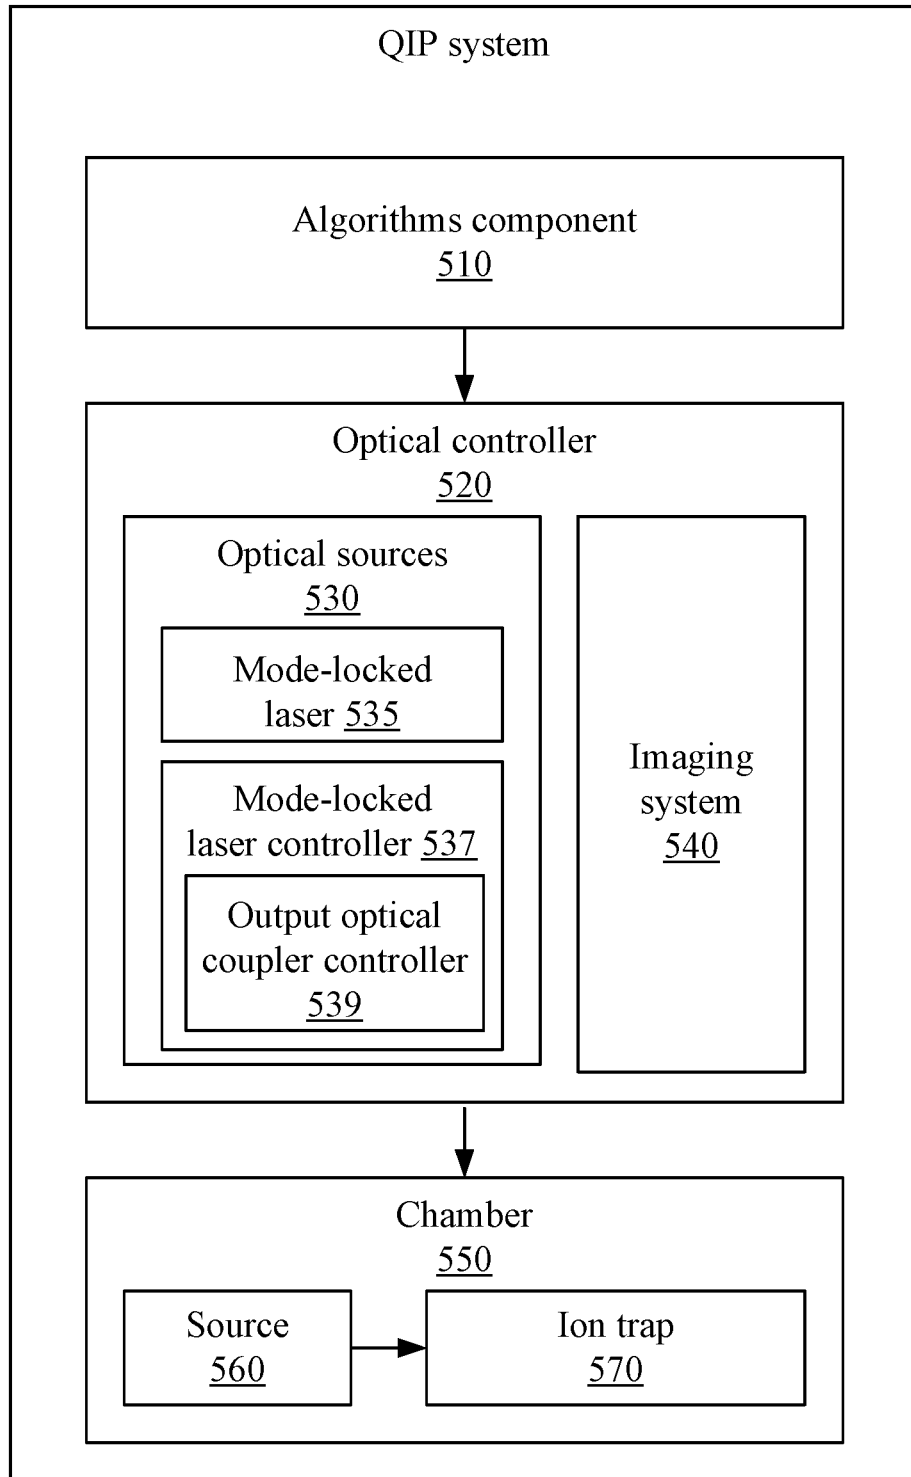 QIP system
Algorithms component
510
Optical controller
520
Optical sources
530
Mode-locked
laser 535
Mode-locked
laser controller 537
Output optical
coupler controller
539
Imaging
system
540
Chamber
550
Source
560
Ion trap
570